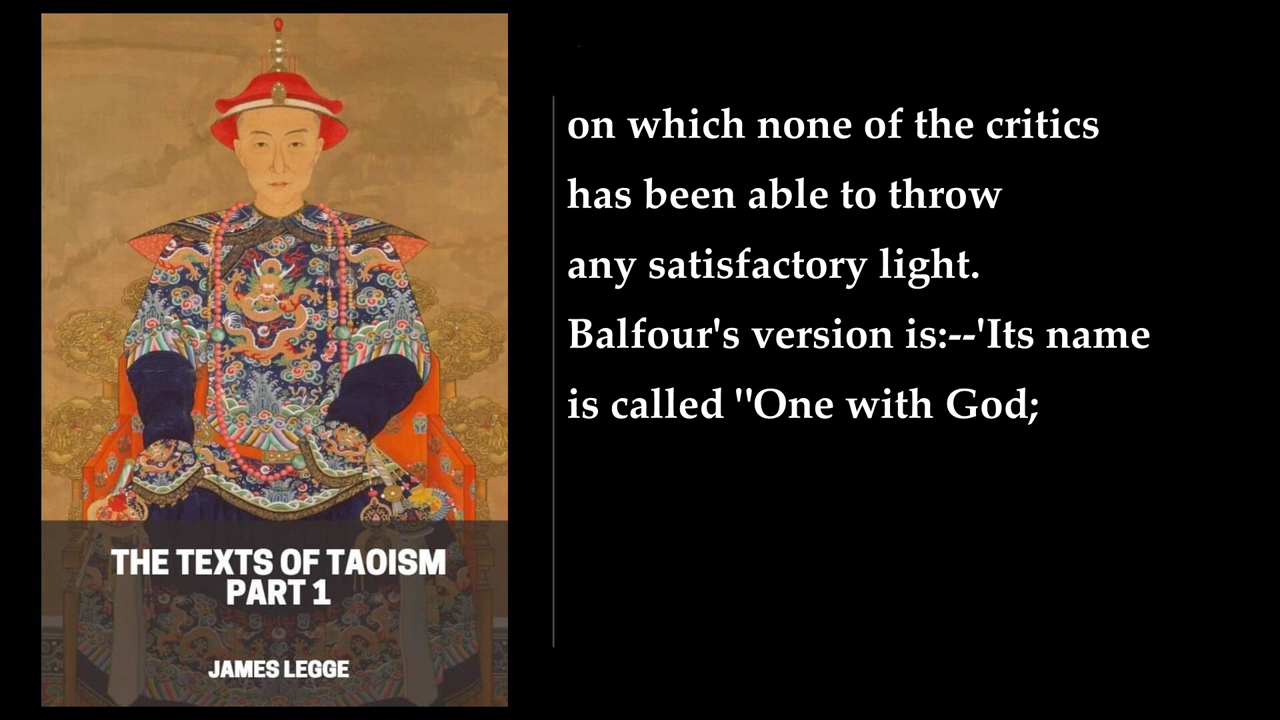 THE TEXTS OF TAOISM
PART 1
JAMES LEGGE
on which none of the critics
has been able to throw
any satisfactory light.
Balfour's version is:--'Its name
is called "One with God;